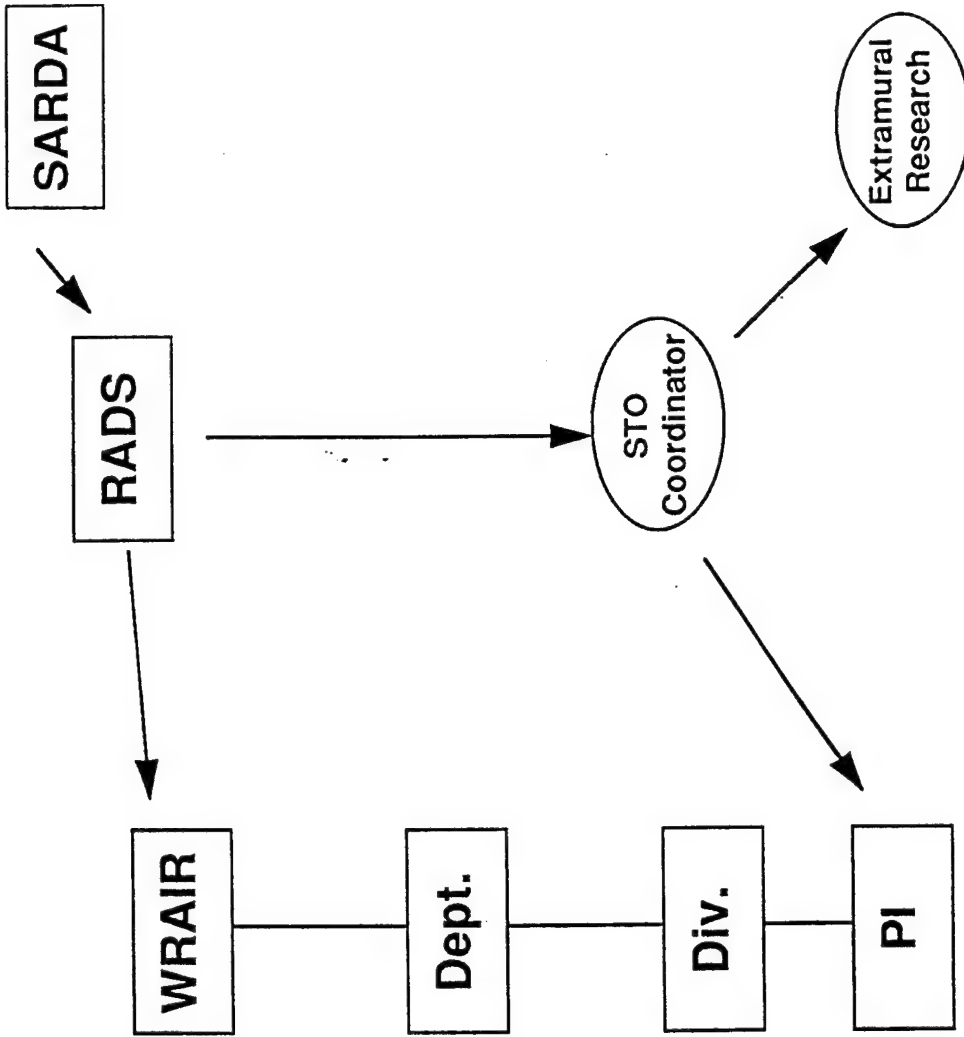 SARDA
RADS
WRAIR
Dept.
STO
Coordinator
Div.
PI
Extramural
Research